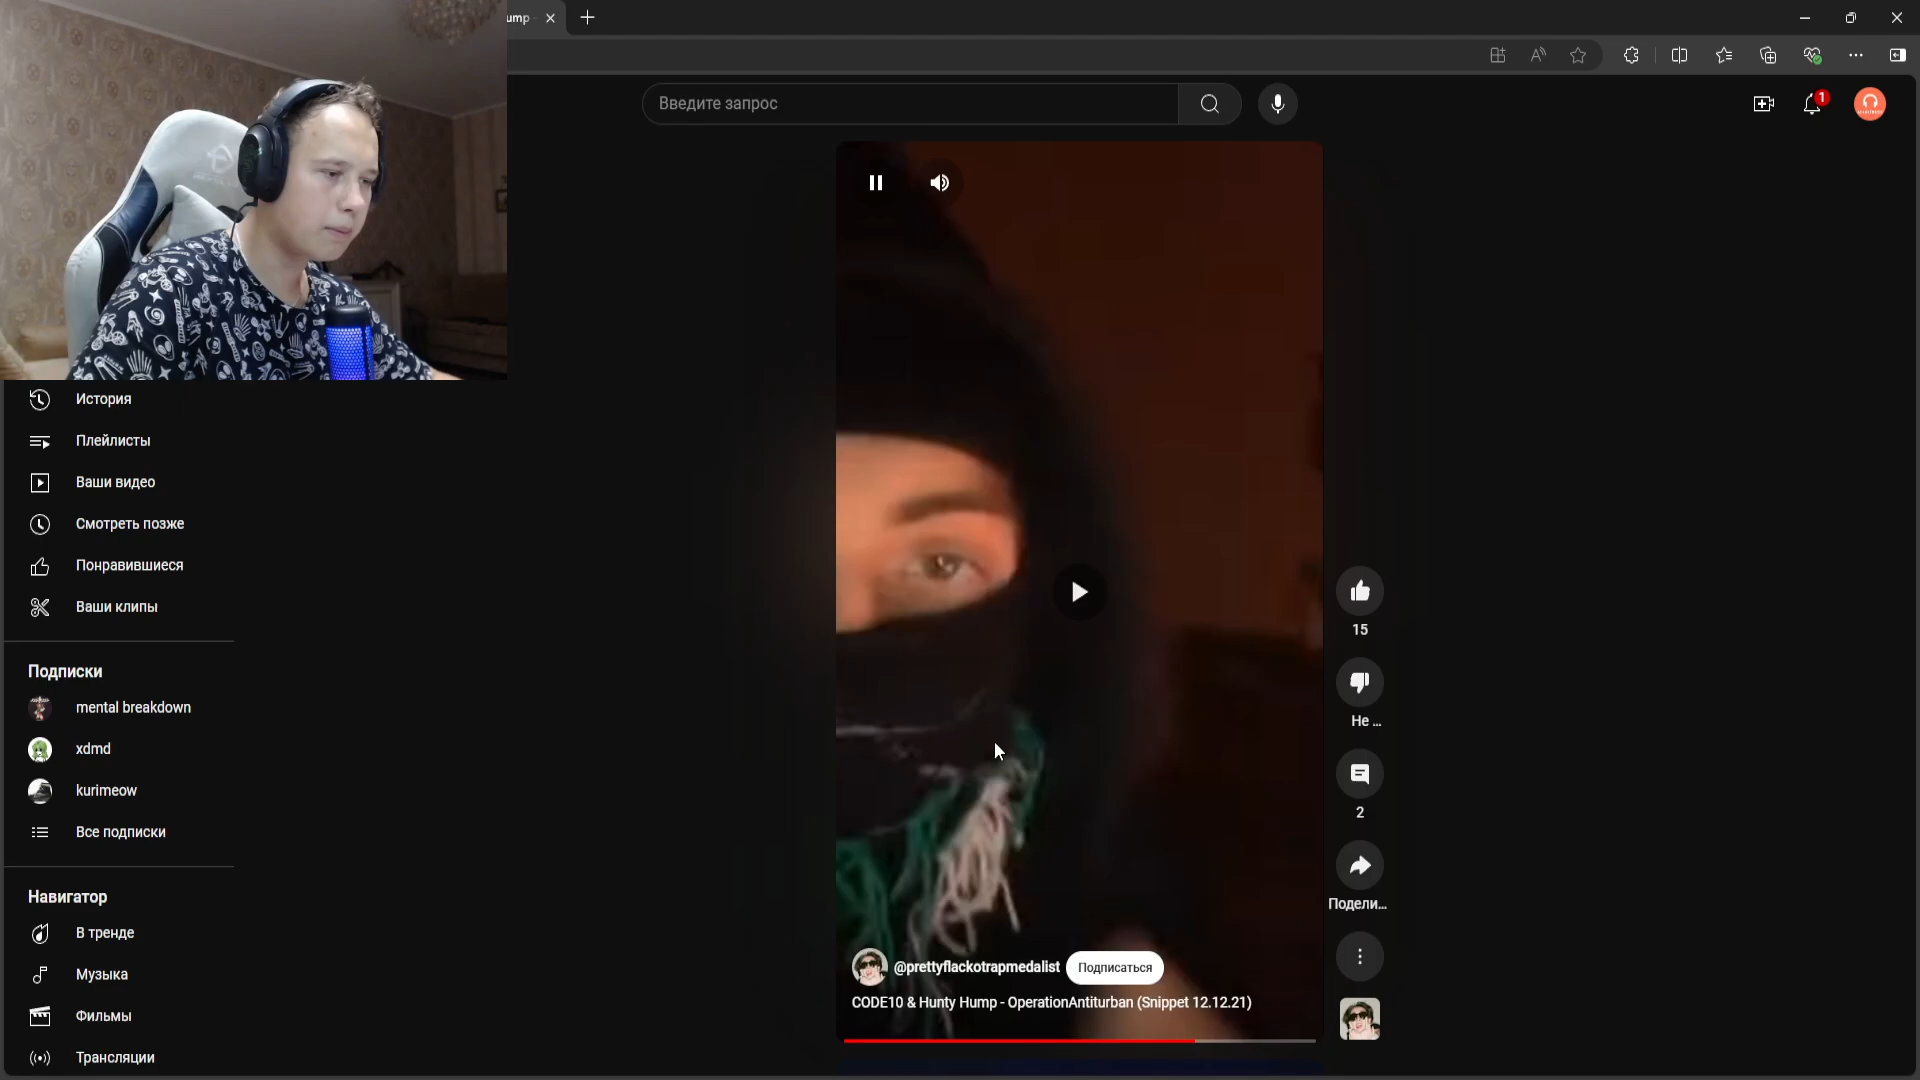 ump
Введите запрос
1
История
Плейлисты
Ваши видео
Смотреть позже
Понравившиеся
Ваши клипы
Подписки
mental breakdown
xdmd
kurimeow
Все подписки
Навигатор
В тренде
Музыка
Фильмы
Трансляции
15
Не ...
2
Подели...
@prettyflackotrapmedalist
Подписаться
CODE10 & Hunty Hump - OperationAntiturban (Snippet 12.12.21)